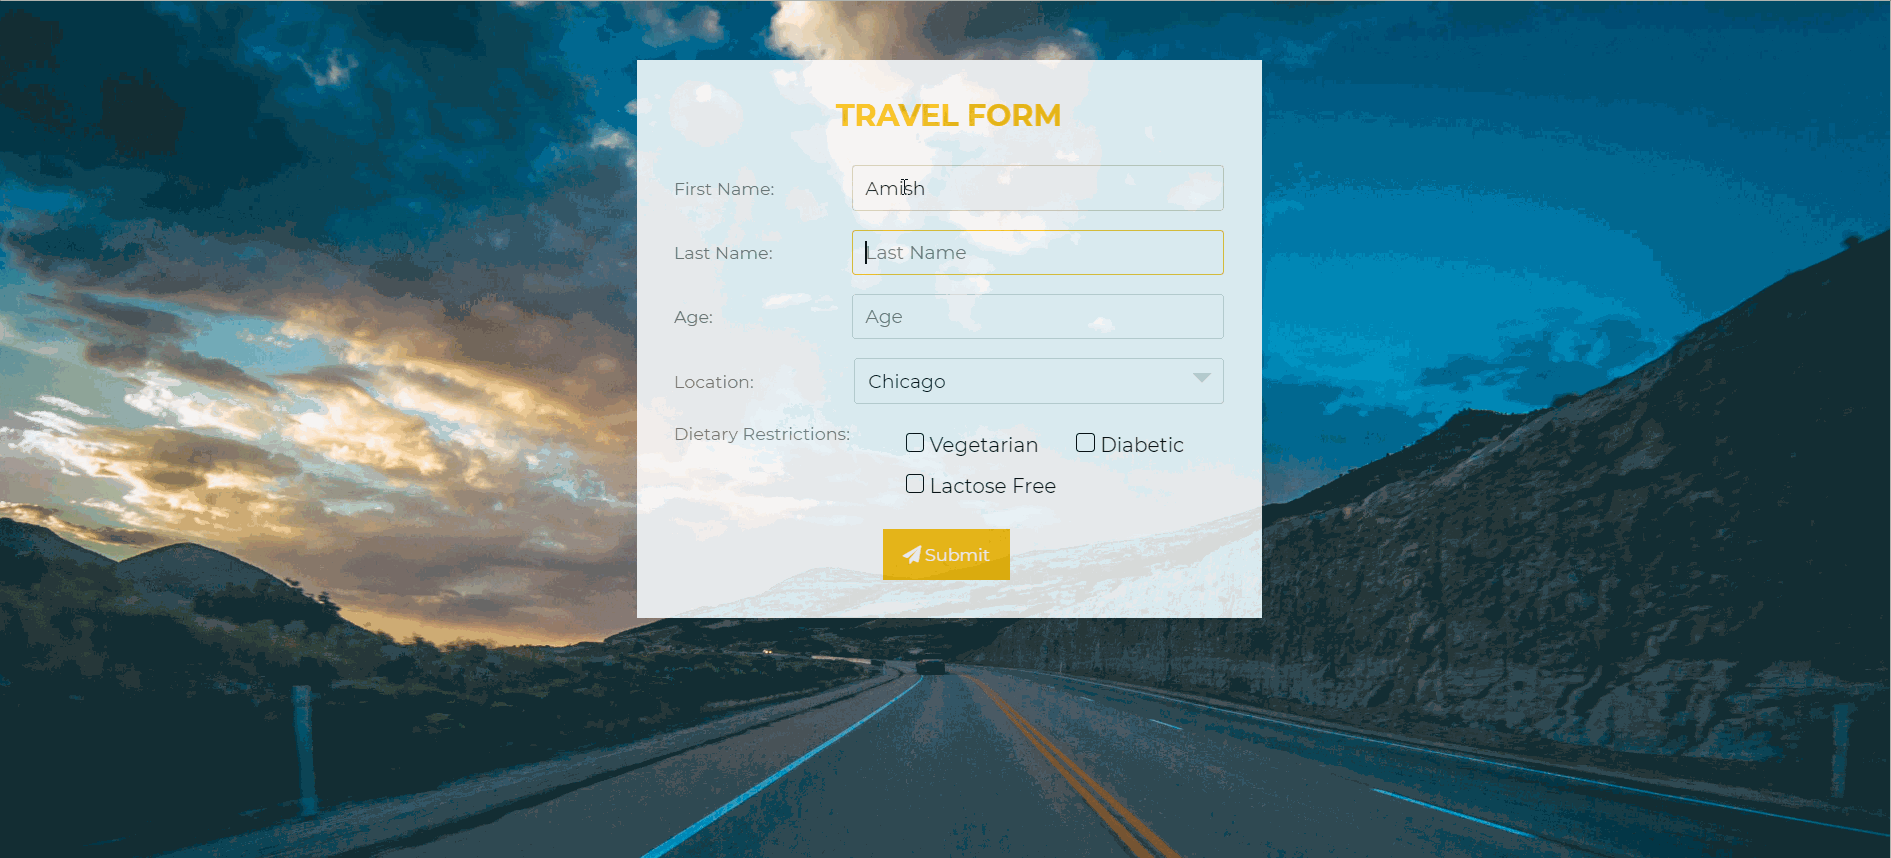 TRAVEL FORM
First Name: Amish
Last Name: Last Name
Age: Age
Location: Chicago
Dietary Restrictions: Vegetarian Diabetic
Lactose Free
Submit